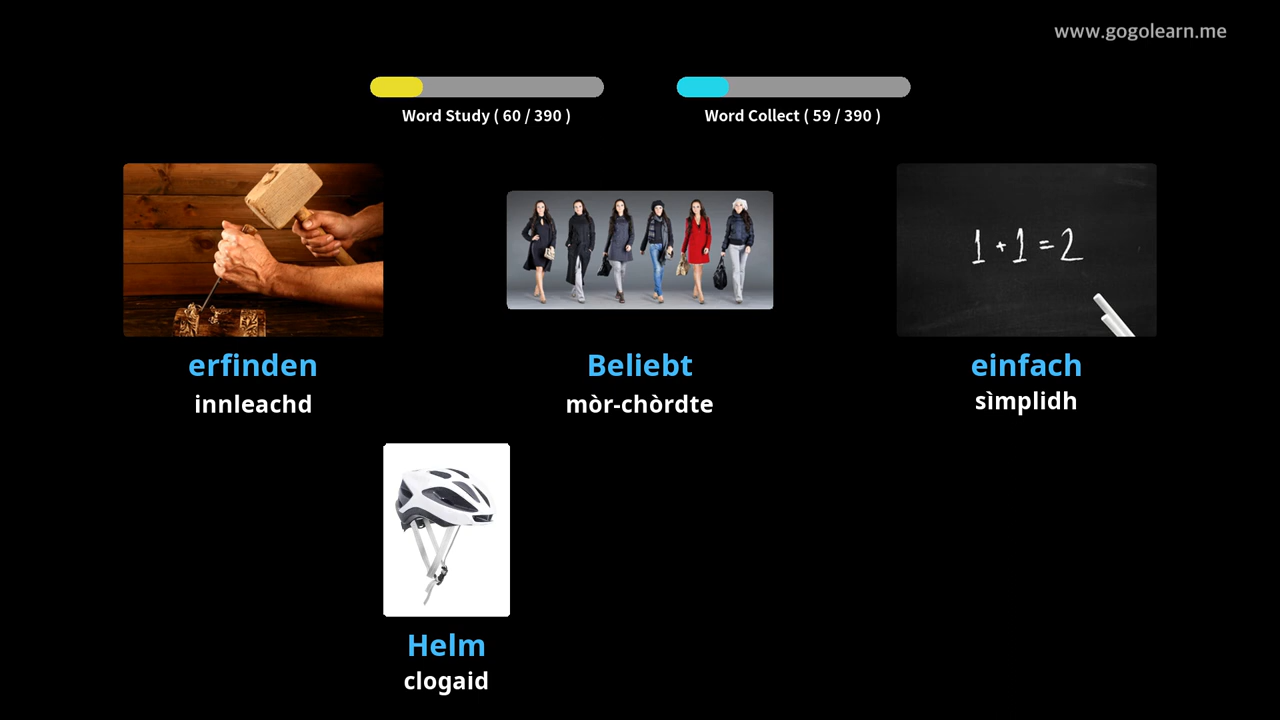 www.gogolearn.me
Word Study ( 60 / 390 )
Word Collect ( 59 / 390 )
1 + 1 = 2
erfinden
innleachd
Beliebt
mòr-chòrdte
einfach
sìmplidh
Helm
clogaid